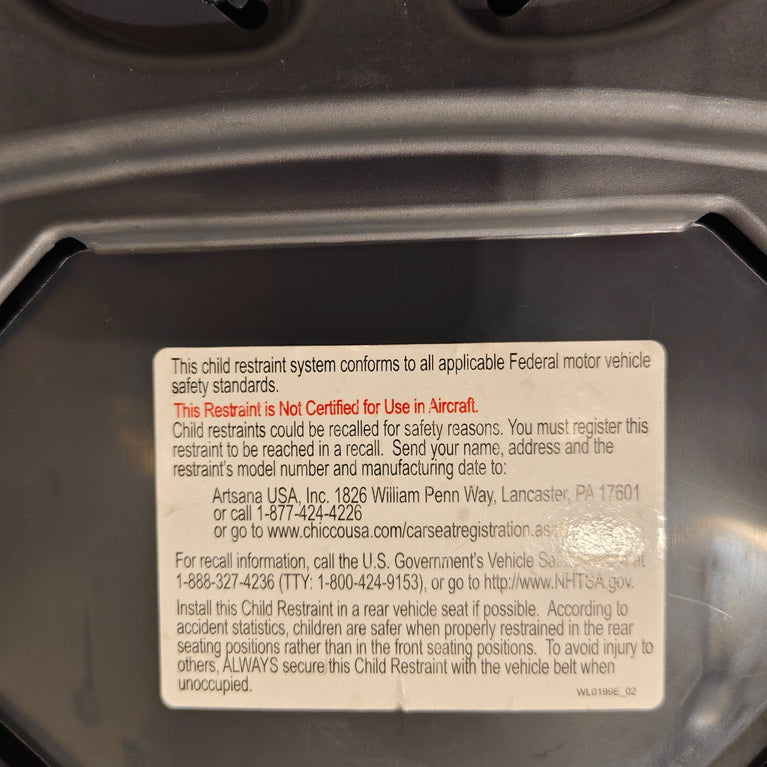 This child restraint system conforms to all applicable Federal motor vehicle
safety standards.
This Restraint is Not Certified for Use in Aircraft.
Child restraints could be recalled for safety reasons. You must register this
restraint to be reached in a recall. Send your name, address and the
restraint's model number and manufacturing date to:
Artsana USA, Inc. 1826 William Penn Way, Lancaster, PA 17601
or call 1-877-424-4226
or go to www.chiccousa.com/carseatregistration.as
For recall information, call the U.S. Government's Vehicle at
1-888-327-4236 (TTY: 1-800-424-9153), or go to http://www.NHTSA.gov.
Install this Child Restraint in a rear vehicle seat if possible. According to
accident statistics, children are safer when properly restrained in the rear
seating positions rather than in the front seating positions. To avoid injury to
others, ALWAYS secure this Child Restraint with the vehicle belt when
unoccupied.
WL0199E_02